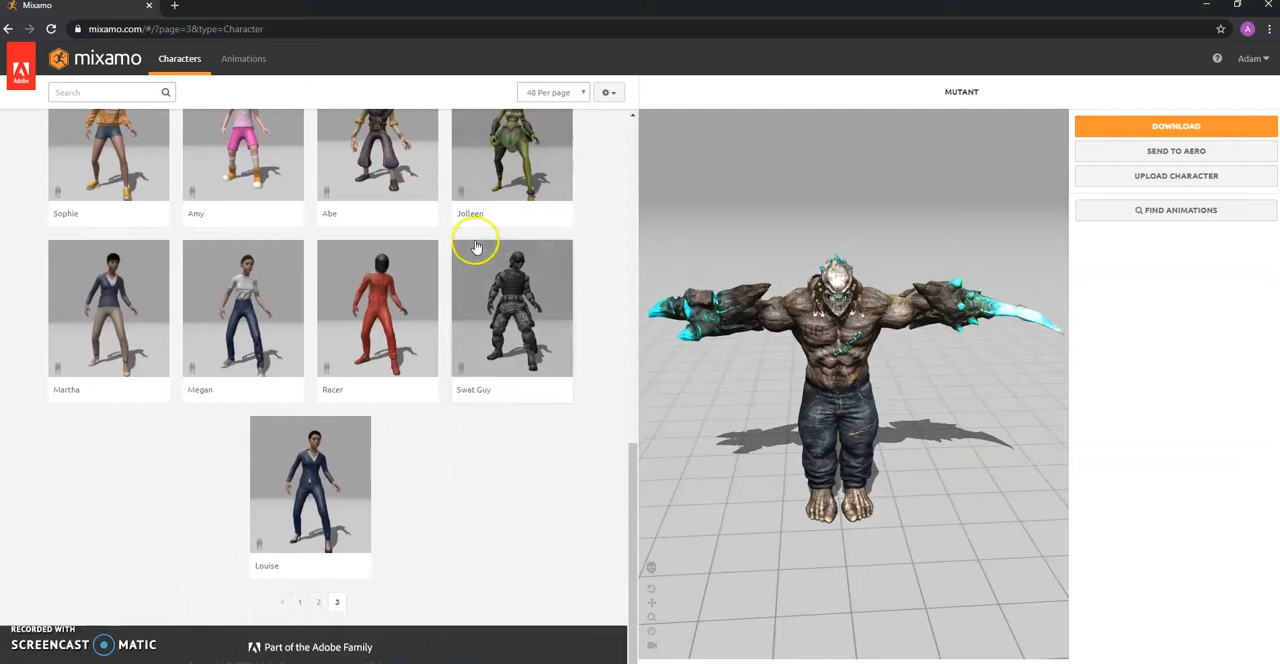 Mixamo
mixamo.com/#/?page=3&type=Character
A
Adobe
mixamo
Characters
Animations
?
Adam
Search
48 Per page
MUTANT
DOWNLOAD
SEND TO AERO
UPLOAD CHARACTER
FIND ANIMATIONS
Sophie
Amy
Abe
Jolleen
Martha
Megan
Racer
Swat Guy
Louise
< 1 2 3
RECORDED WITH
SCREENCAST MATIC
Part of the Adobe Family